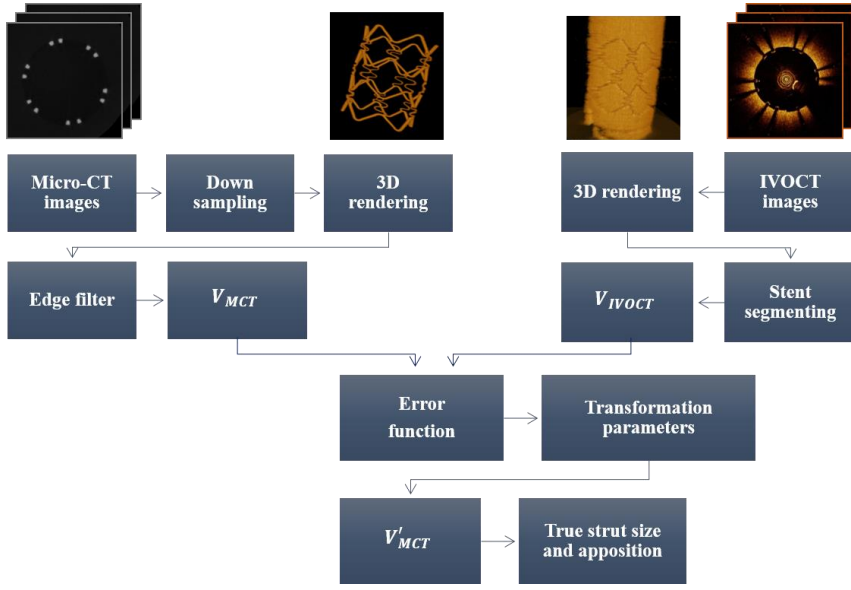 Micro-CT
images
Down
sampling
3D
rendering
3D rendering
IVOCT
images
Edge filter
V_MCT
V_IVOCT
Stent
segmenting
Error
function
Transformation
parameters
V'_MCT
True strut size
and apposition